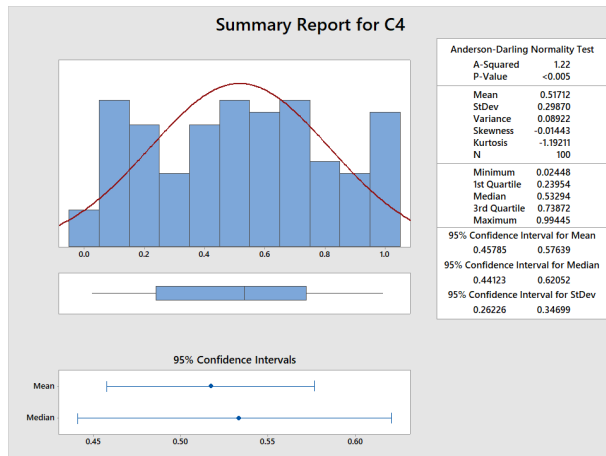 Summary Report for C4
0.0 0.2 0.4 0.6 0.8 1.0
95% Confidence Intervals
Mean
Median
0.45 0.50 0.55 0.60
Anderson-Darling Normality Test
A-Squared 1.22
P-Value <0.005
Mean 0.51712
StDev 0.29870
Variance 0.08922
Skewness -0.01443
Kurtosis -1.19211
N 100
Minimum 0.02448
1st Quartile 0.23954
Median 0.53294
3rd Quartile 0.73872
Maximum 0.99445
95% Confidence Interval for Mean
0.45785 0.57639
95% Confidence Interval for Median
0.44123 0.62052
95% Confidence Interval for StDev
0.26226 0.34699